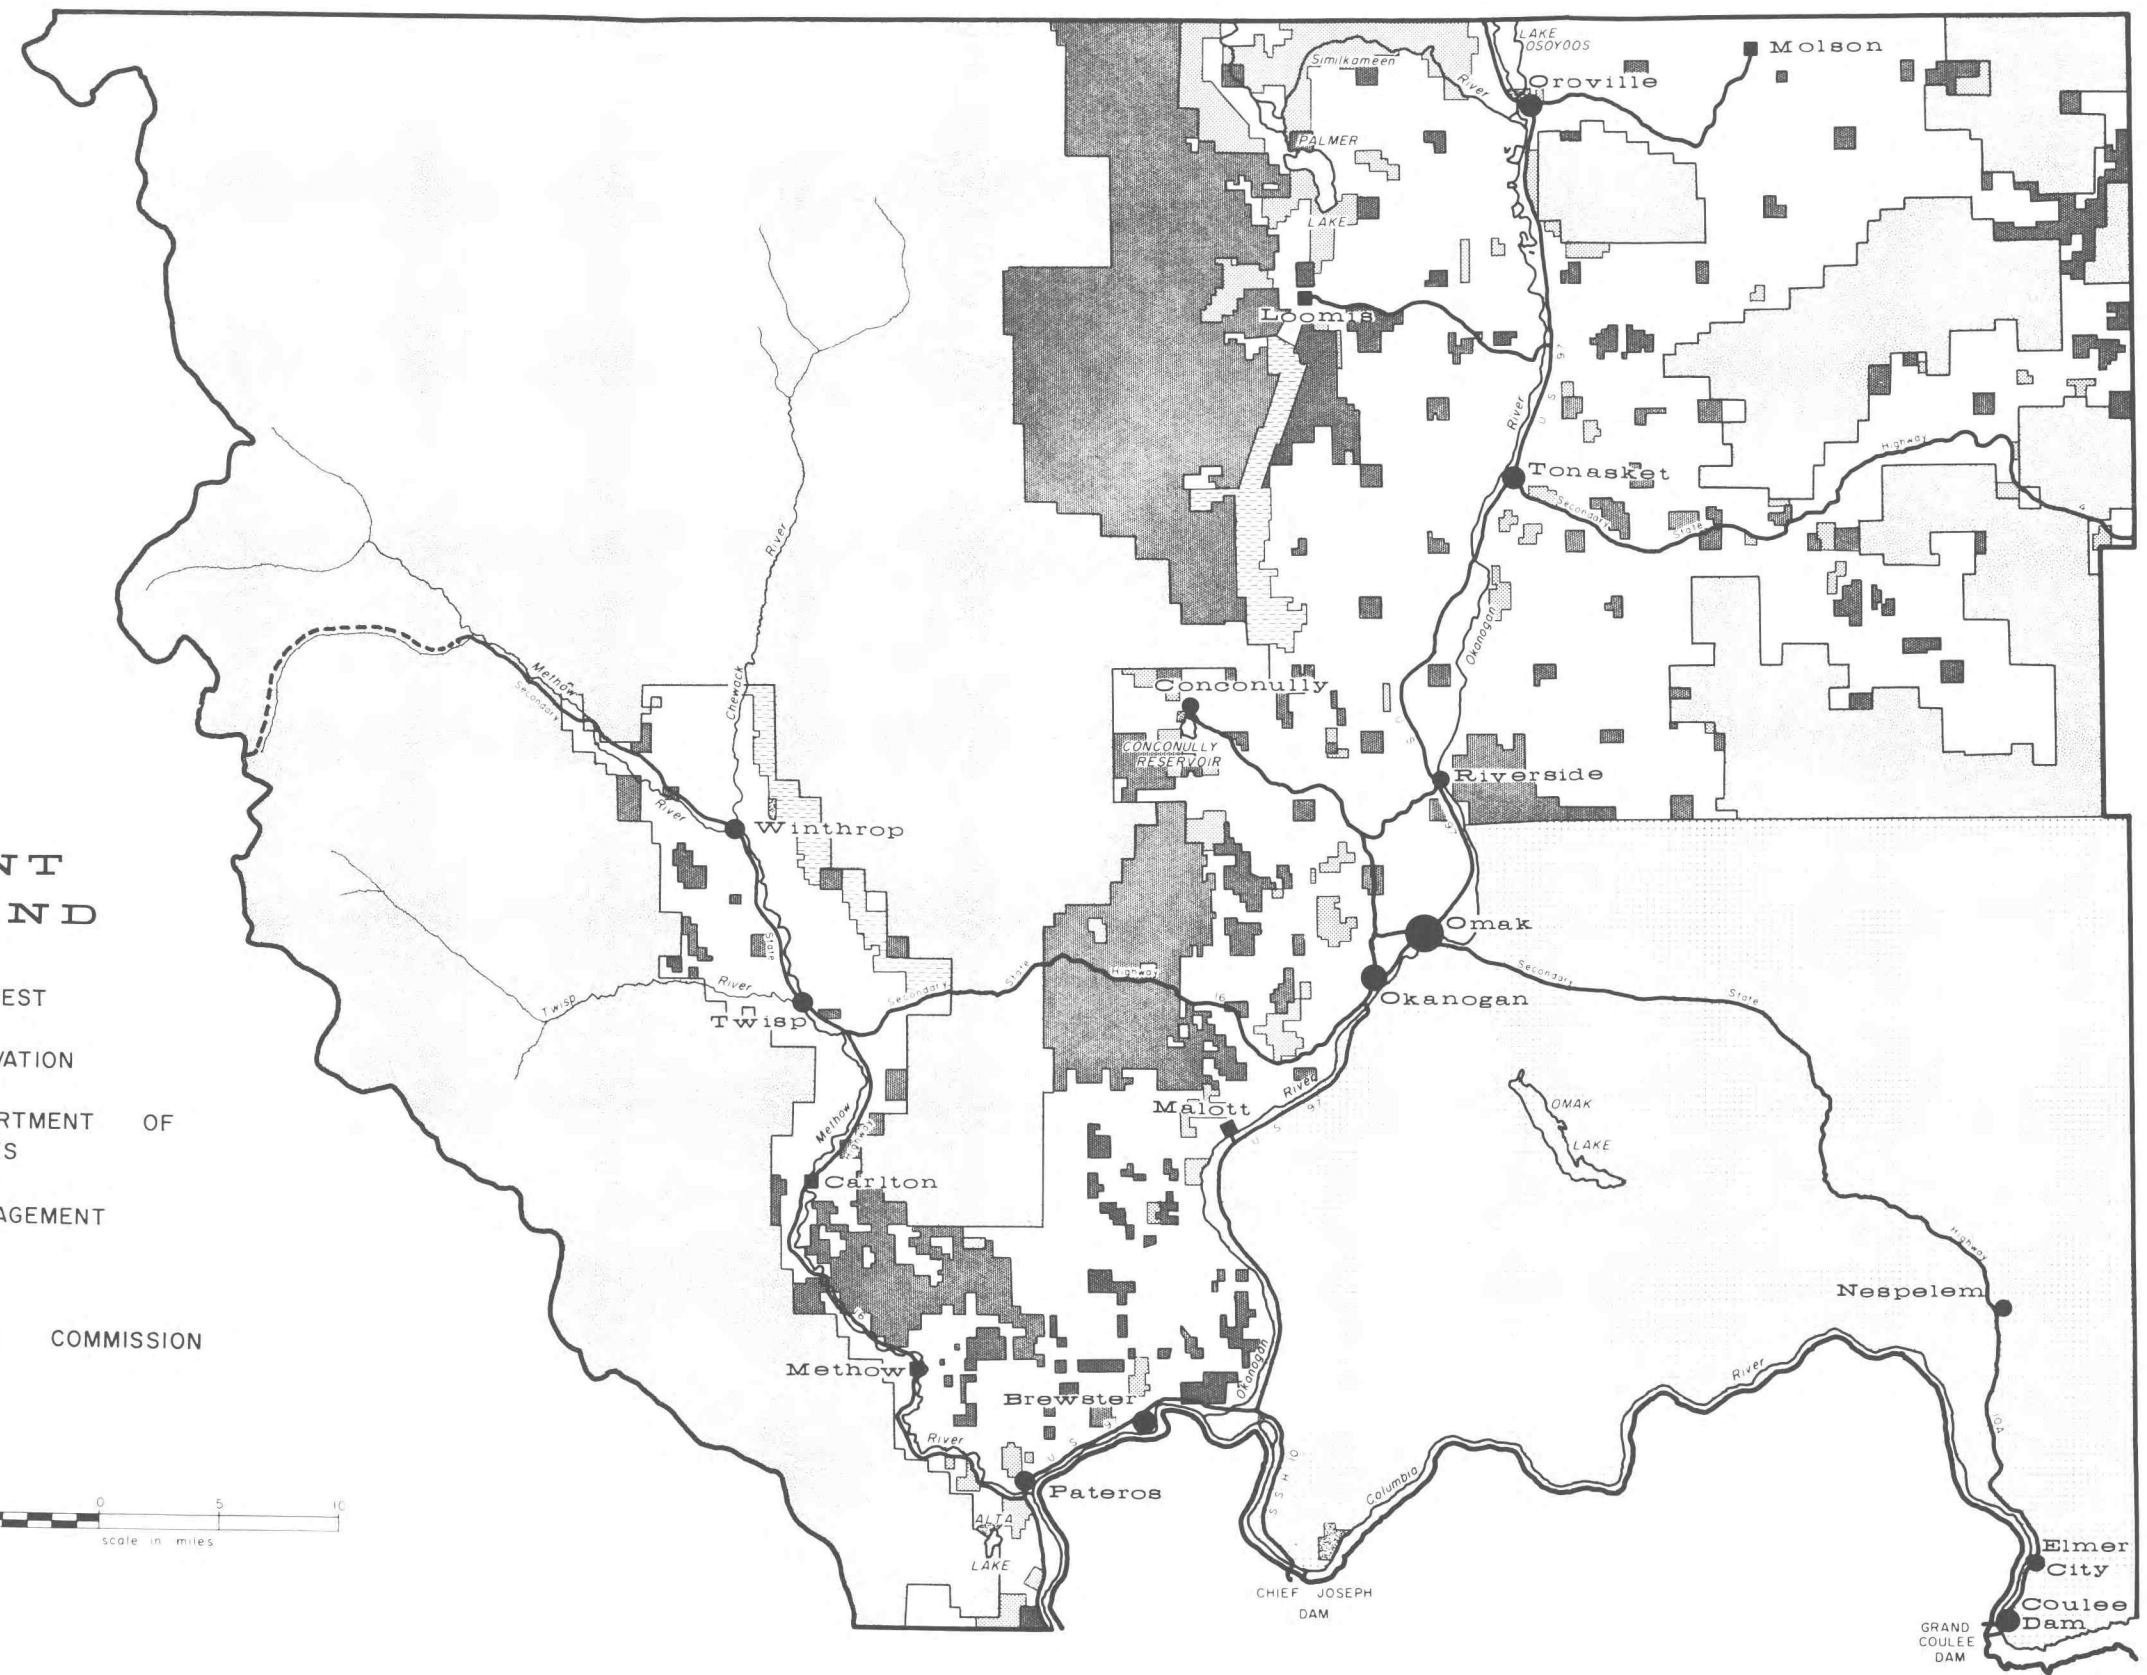 LAKE
OSOYOOS
Molson
Similkameen
River
Oroville
PALMER
LAKE
Loomis
97
S
U
River
Tonasket
Highway
Secondary
State
4
River
Okanogan
Methow
Secondary
Chewack
Conconully
CONCONULLY
RESERVOIR
U
S
Riverside
97
River
Winthrop
NT
ND
State
Omak
EST
Secondary
State
Highway
16
Secondary
State
Okanogan
River
Twisp
Twisp
VATION
RTMENT OF
S
River
97
S
U
Malott
OMAK
LAKE
Methow
Highway
Carlton
AGEMENT
Highway
Nespelem
16
COMMISSION
Okanogan
River
Methow
Brewster
97
S
U
River
10A
Pateros
S S H 10
Columbia
ALTA
LAKE
0 5 10
scale in miles
CHIEF JOSEPH
DAM
Elmer
City
Coulee
Dam
GRAND
COULEE
DAM